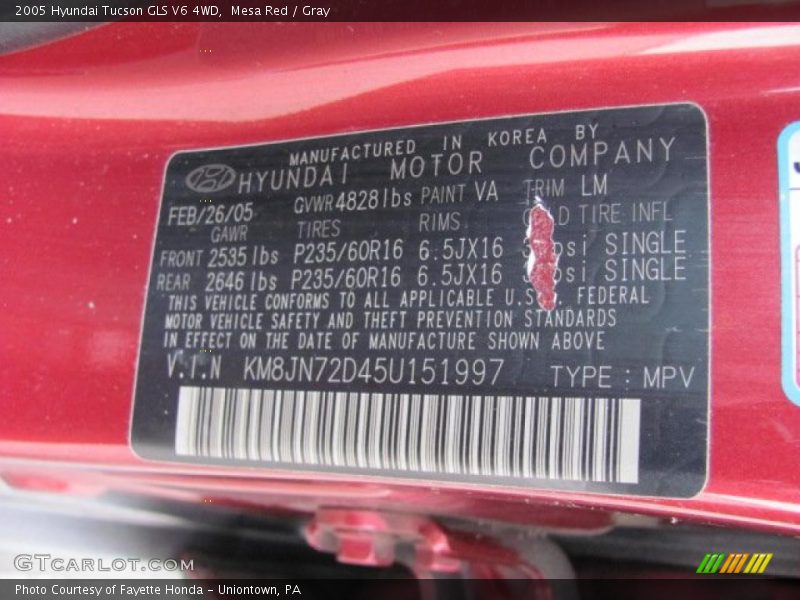 2005 Hyundai Tucson GLS V6 4WD, Mesa Red / Gray
MANUFACTURED IN KOREA BY
HYUNDAI MOTOR COMPANY
FEB/26/05 GVWR 4828 lbs PAINT VA TRIM LM
GAWR TIRES RIMS TIRE INFL
FRONT 2535 lbs P235/60R16 6.5JX16 SINGLE
REAR 2646 lbs P235/60R16 6.5JX16 SINGLE
THIS VEHICLE CONFORMS TO ALL APPLICABLE U.S. FEDERAL
MOTOR VEHICLE SAFETY AND THEFT PREVENTION STANDARDS
IN EFFECT ON THE DATE OF MANUFACTURE SHOWN ABOVE
V.I.N KM8JN72D45U151997 TYPE : MPV
GTCARLOT.COM
Photo Courtesy of Fayette Honda - Uniontown, PA